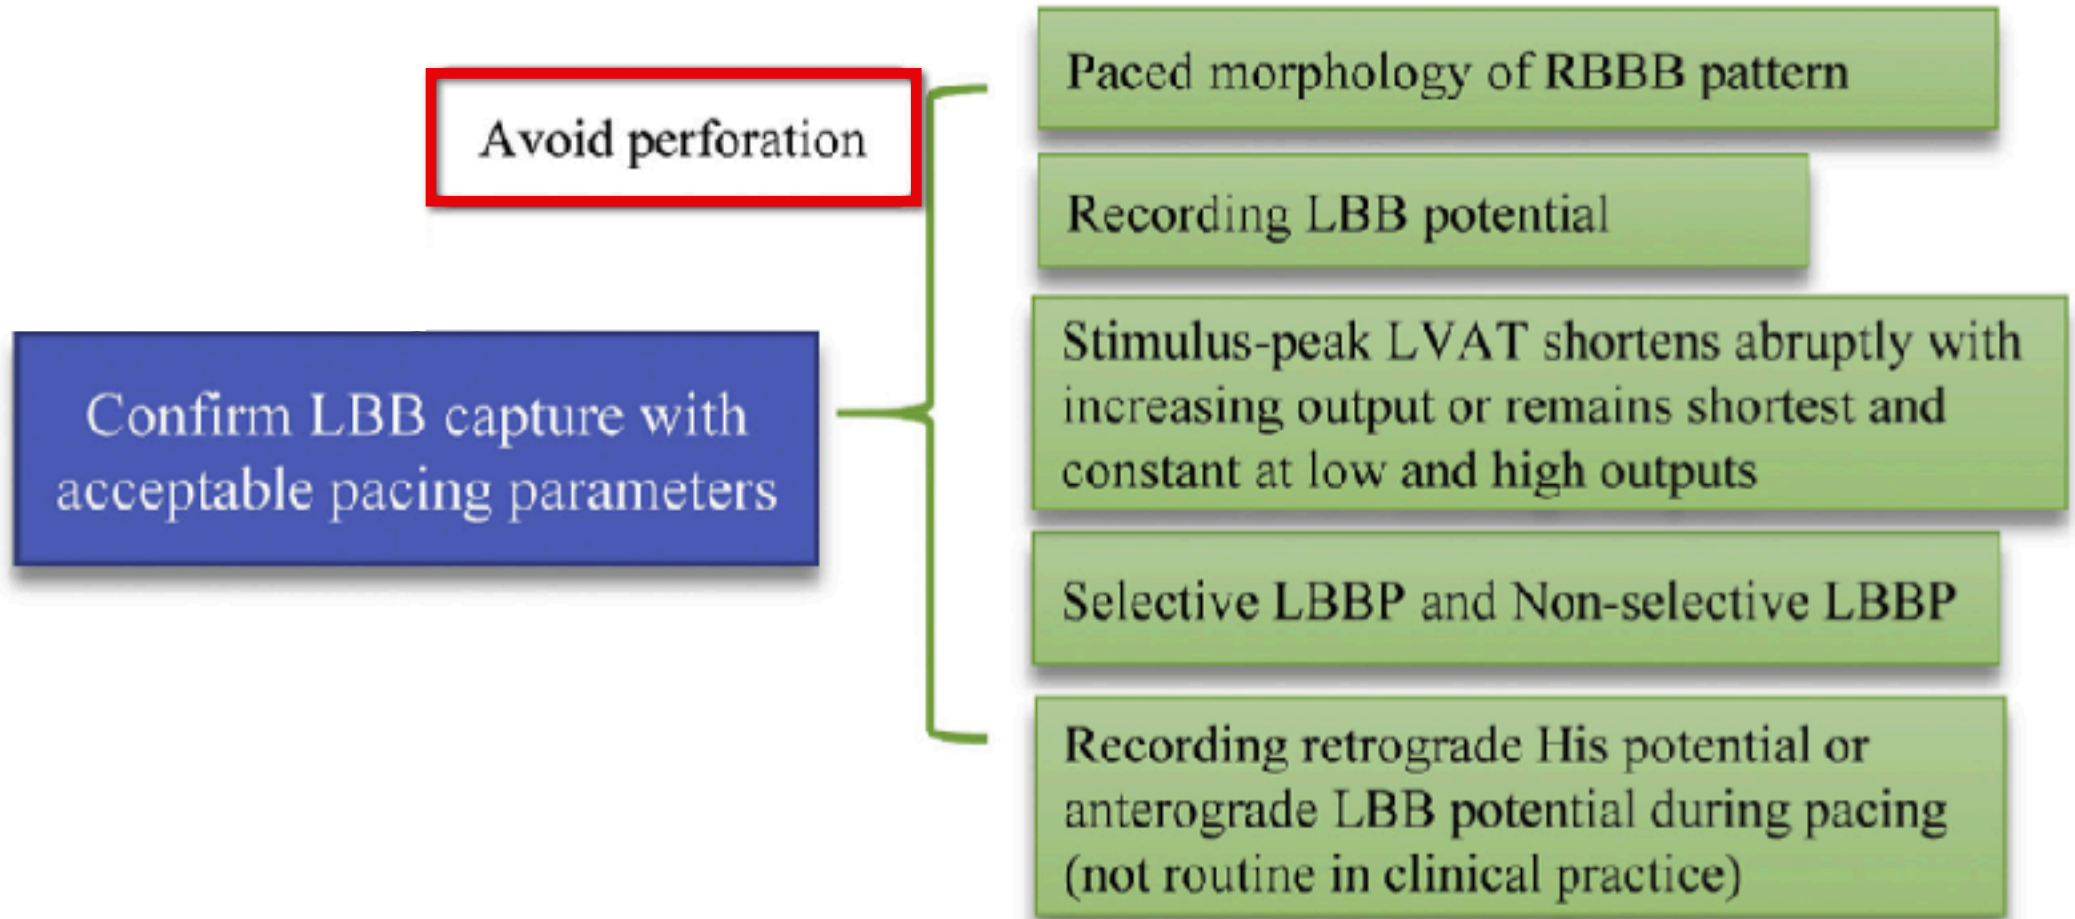 Avoid perforation
Confirm LBB capture with
acceptable pacing parameters
Paced morphology of RBBB pattern
Recording LBB potential
Stimulus-peak LVAT shortens abruptly with
increasing output or remains shortest and
constant at low and high outputs
Selective LBBP and Non-selective LBBP
Recording retrograde His potential or
anterograde LBB potential during pacing
(not routine in clinical practice)